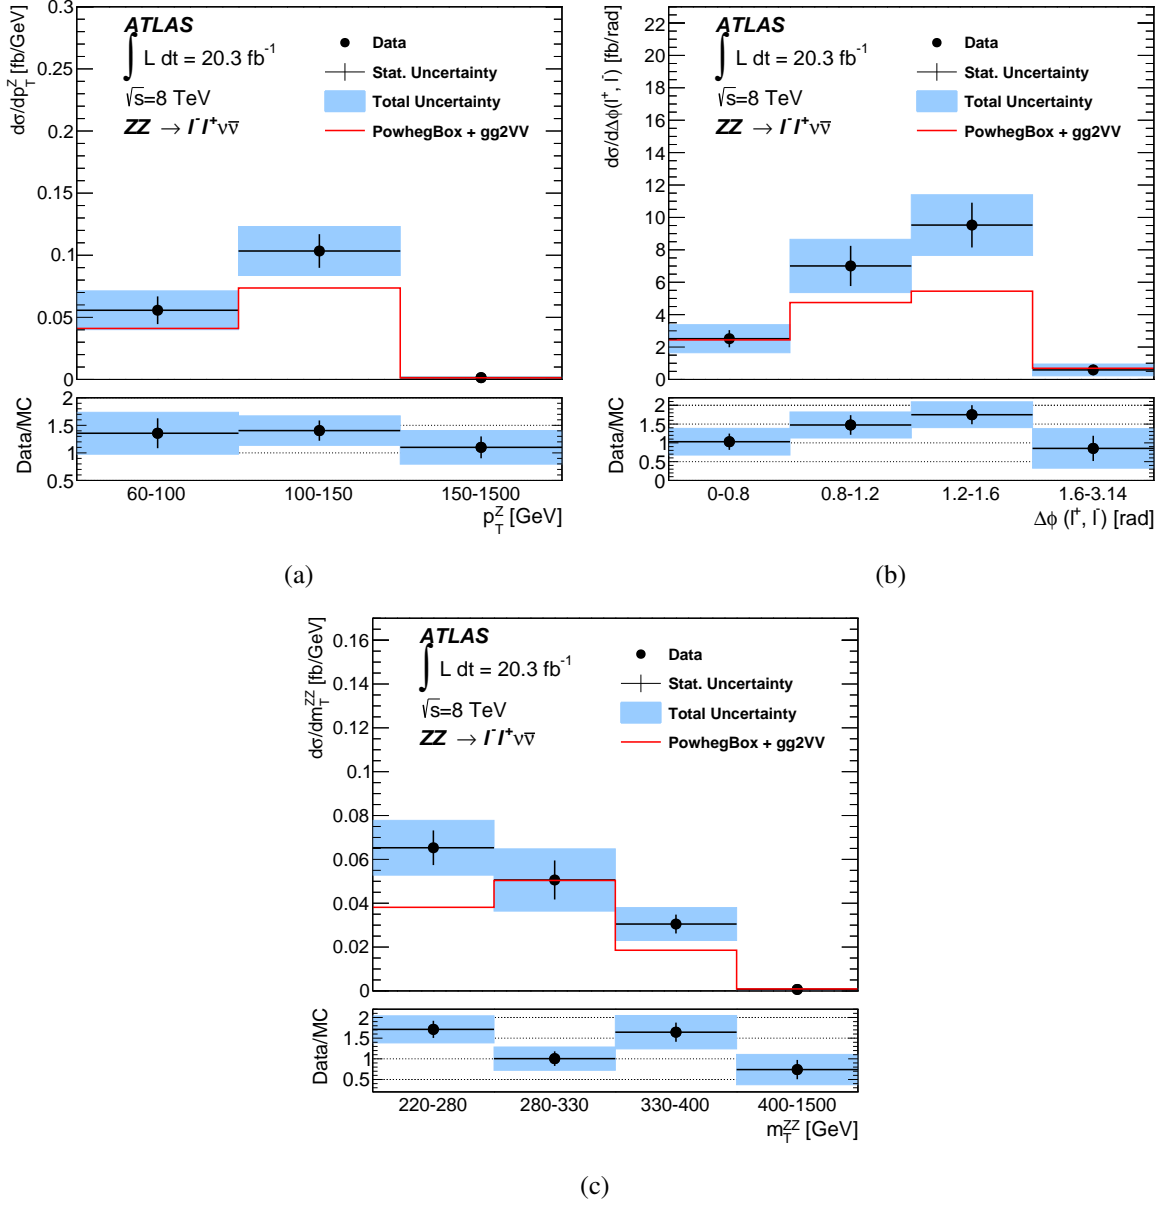 dσ/dp_T^Z [fb/GeV]
0.3
0.25
0.2
0.15
0.1
0.05
0
ATLAS
∫ L dt = 20.3 fb⁻¹
√s=8 TeV
ZZ → l⁻l⁺νν̅
Data
Stat. Uncertainty
Total Uncertainty
PowhegBox + gg2VV
Data/MC
2
1.5
1
0.5
60-100 100-150 150-1500
p_T^Z [GeV]
(a)
dσ/dΔϕ(l⁺, l⁻) [fb/rad]
22
20
18
16
14
12
10
8
6
4
2
0
ATLAS
∫ L dt = 20.3 fb⁻¹
√s=8 TeV
ZZ → l⁻l⁺νν̅
Data
Stat. Uncertainty
Total Uncertainty
PowhegBox + gg2VV
Data/MC
2
1.5
1
0.5
0
0-0.8 0.8-1.2 1.2-1.6 1.6-3.14
Δϕ (l⁺, l⁻) [rad]
(b)
dσ/dm_T^ZZ [fb/GeV]
0.16
0.14
0.12
0.1
0.08
0.06
0.04
0.02
0
ATLAS
∫ L dt = 20.3 fb⁻¹
√s=8 TeV
ZZ → l⁻l⁺νν̅
Data
Stat. Uncertainty
Total Uncertainty
PowhegBox + gg2VV
Data/MC
2
1.5
1
0.5
220-280 280-330 330-400 400-1500
m_T^ZZ [GeV]
(c)